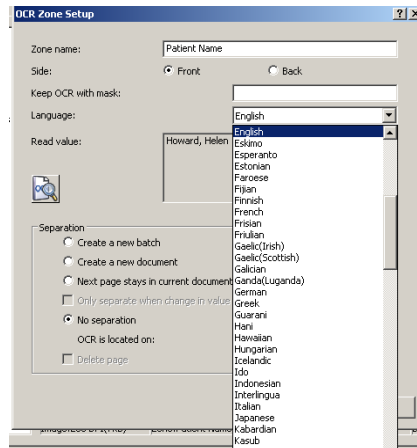 OCR Zone Setup
Zone name: Patient Name
Side: Front Back
Keep OCR with mask:
Language: English
Read value: Howard, Helen
English
Eskimo
Esperanto
Estonian
Faroese
Fijian
Finnish
French
Frisian
Friulian
Gaelic(Irish)
Gaelic(Scottish)
Galician
Ganda(Luganda)
German
Greek
Guarani
Hani
Hawaiian
Hungarian
Icelandic
Ido
Indonesian
Interlingua
Italian
Japanese
Kabardian
Kasub
Separation
Create a new batch
Create a new document
Next page stays in current document
Only separate when change in value
No separation
OCR is located on:
Delete page